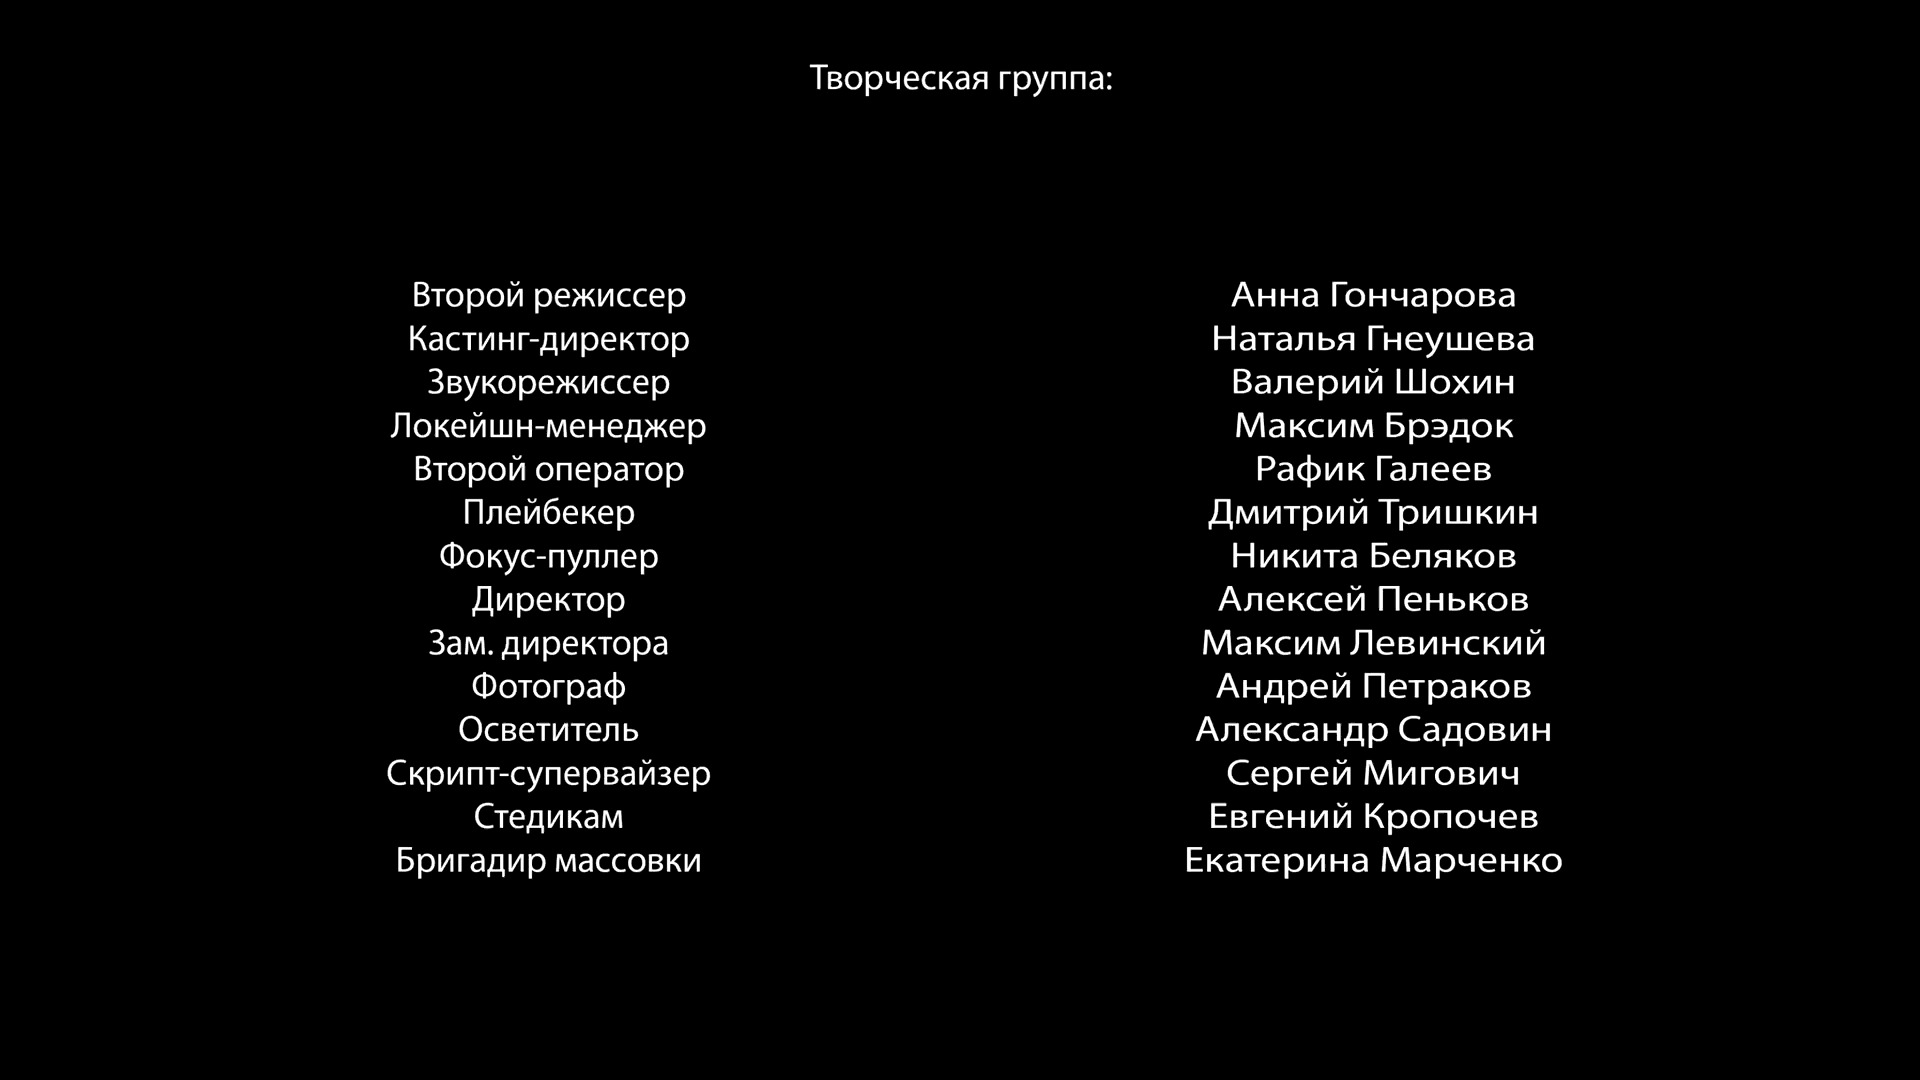 Творческая группа:
Второй режиссер Анна Гончарова
Кастинг-директор Наталья Гнеушева
Звукорежиссер Валерий Шохин
Локейшн-менеджер Максим Брэдок
Второй оператор Рафик Галеев
Плейбекер Дмитрий Тришкин
Фокус-пуллер Никита Беляков
Директор Алексей Пеньков
Зам. директора Максим Левинский
Фотограф Андрей Петраков
Осветитель Александр Садовин
Скрипт-супервайзер Сергей Мигович
Стедикам Евгений Кропочев
Бригадир массовки Екатерина Марченко